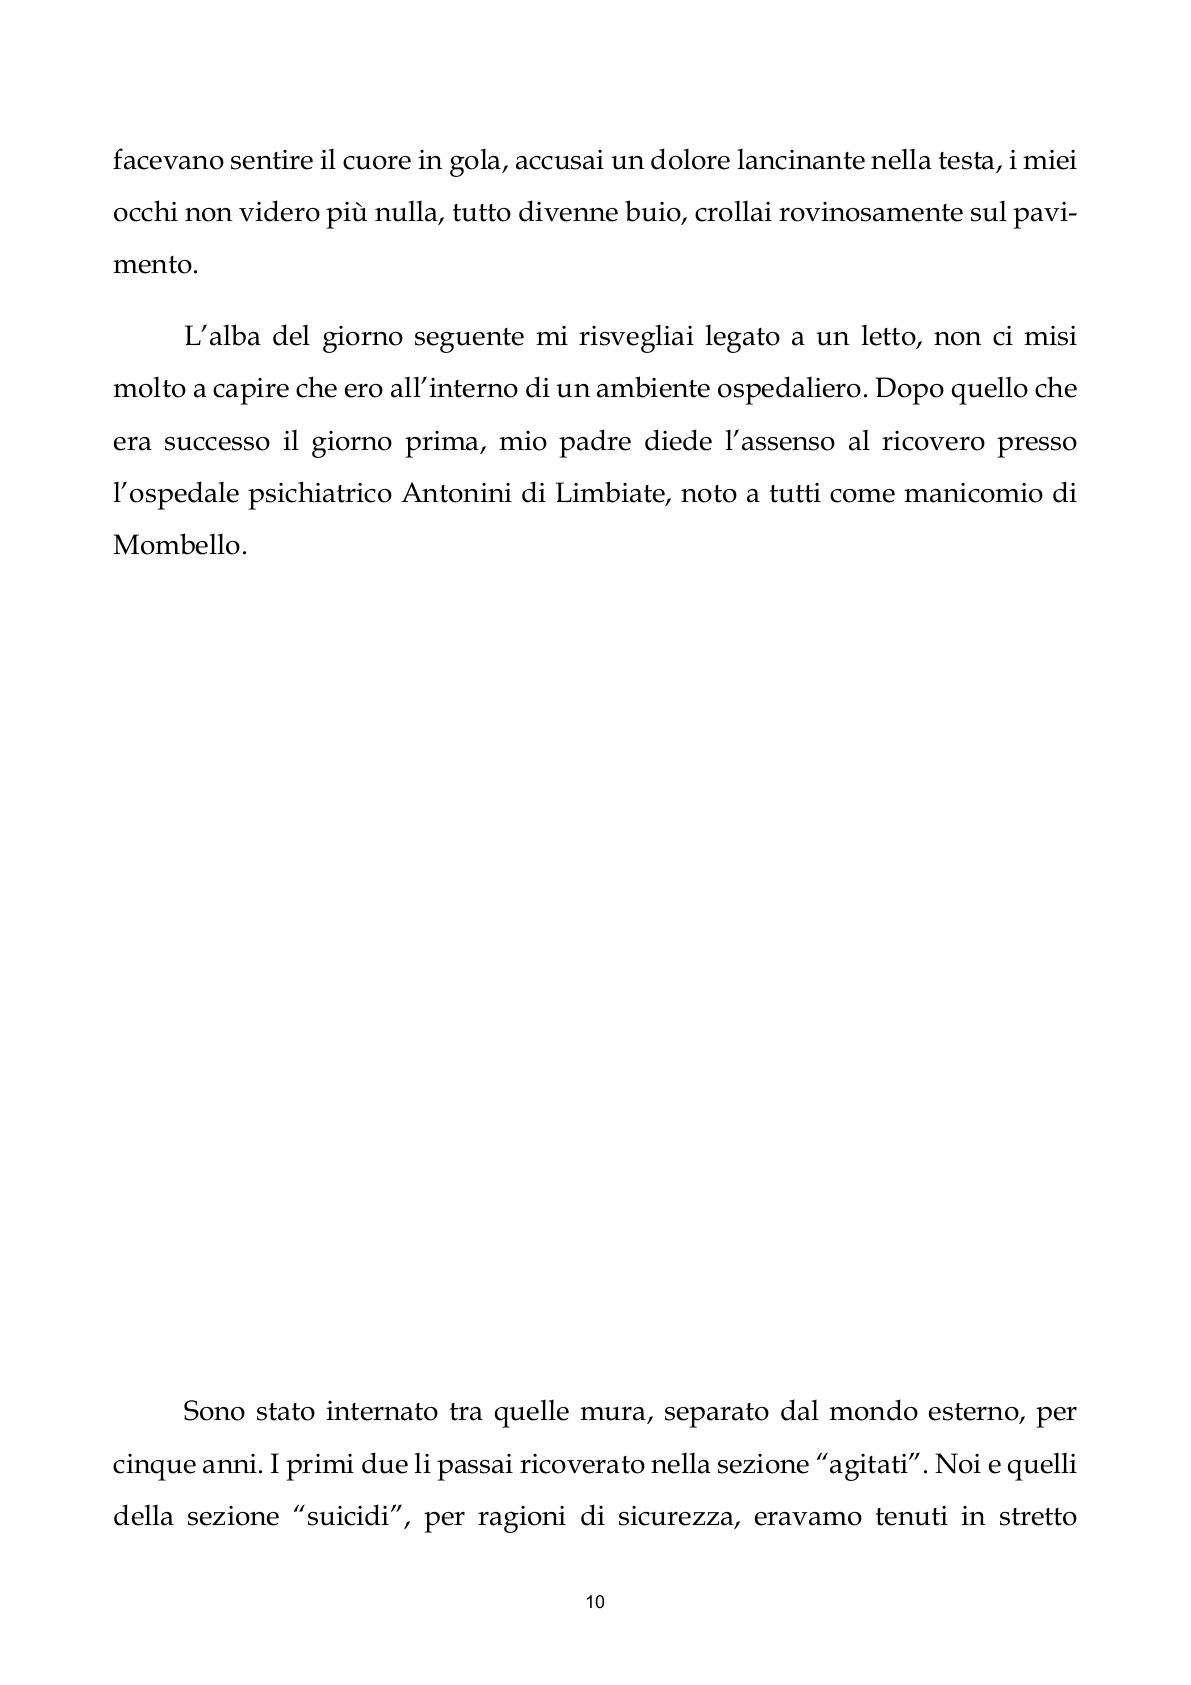 facevano sentire il cuore in gola, accusai un dolore lancinante nella testa, i miei
occhi non videro più nulla, tutto divenne buio, crollai rovinosamente sul pavi-
mento.
L’alba del giorno seguente mi risvegliai legato a un letto, non ci misi
molto a capire che ero all’interno di un ambiente ospedaliero. Dopo quello che
era successo il giorno prima, mio padre diede l’assenso al ricovero presso
l’ospedale psichiatrico Antonini di Limbiate, noto a tutti come manicomio di
Mombello.
Sono stato internato tra quelle mura, separato dal mondo esterno, per
cinque anni. I primi due li passai ricoverato nella sezione “agitati”. Noi e quelli
della sezione “suicidi”, per ragioni di sicurezza, eravamo tenuti in stretto
10